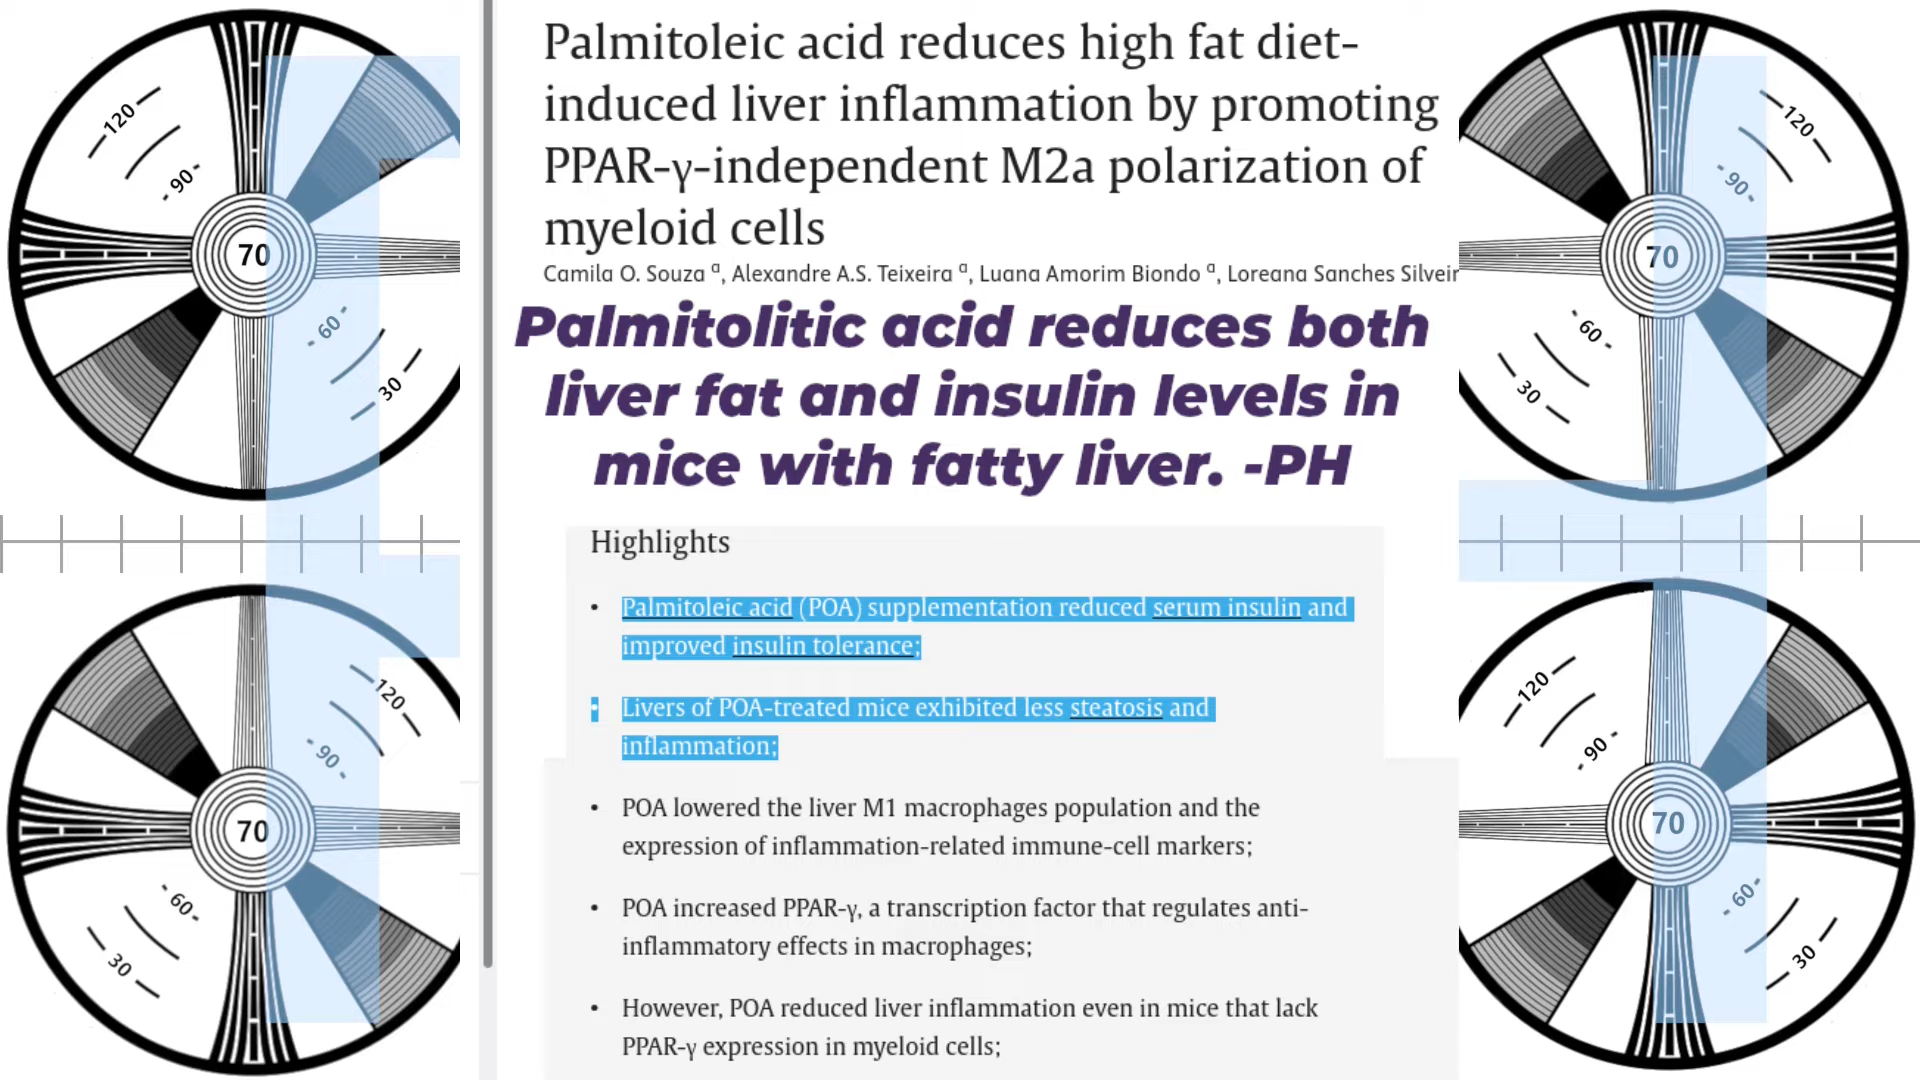 Palmitoleic acid reduces high fat diet-
induced liver inflammation by promoting
PPAR-γ-independent M2a polarization of
myeloid cells
Camila O. Souza a, Alexandre A.S. Teixeira a, Luana Amorim Biondo a, Loreana Sanches Silveir
Palmitolitic acid reduces both
liver fat and insulin levels in
mice with fatty liver. -PH
Highlights
• Palmitoleic acid (POA) supplementation reduced serum insulin and
improved insulin tolerance;
• Livers of POA-treated mice exhibited less steatosis and
inflammation;
• POA lowered the liver M1 macrophages population and the
expression of inflammation-related immune-cell markers;
• POA increased PPAR-γ, a transcription factor that regulates anti-
inflammatory effects in macrophages;
• However, POA reduced liver inflammation even in mice that lack
PPAR-γ expression in myeloid cells;
120
- 90 -
70
- 60 -
30
120
- 90 -
70
- 60 -
30
120
- 90 -
70
- 60 -
30
120
- 90 -
70
- 60 -
30